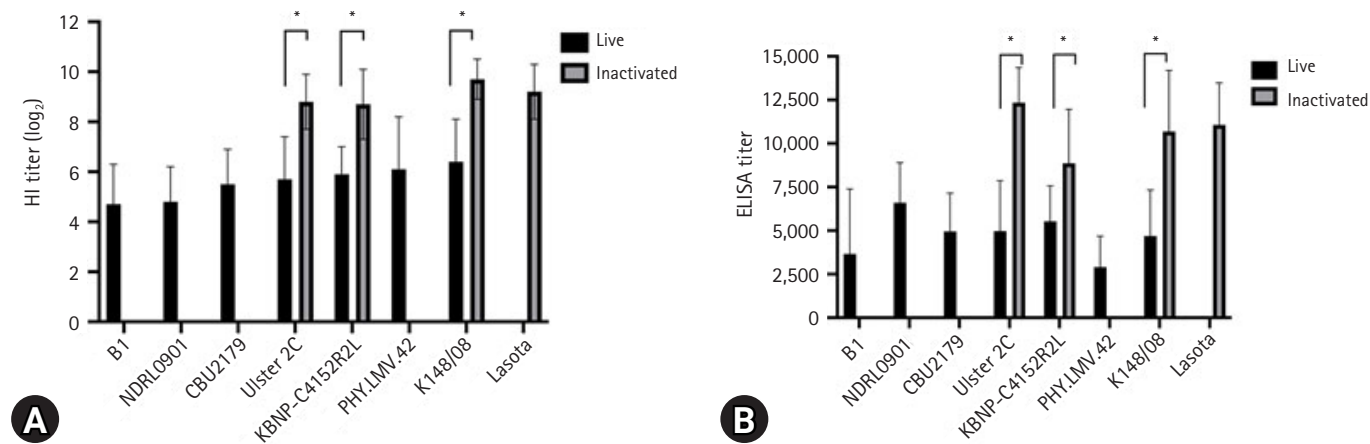 12
10
8
6
4
2
0
HI titer (log2)
*
*
*
Live
Inactivated
B1
NDRL0901
CBU2179
Ulster 2C
KBNP-C4152R2L
PHY.LMV.42
K148/08
Lasota
A
15,000
12,500
10,000
7,500
5,000
2,500
0
ELISA titer
*
*
*
Live
Inactivated
B1
NDRL0901
CBU2179
Ulster 2C
KBNP-C4152R2L
PHY.LMV.42
K148/08
Lasota
B